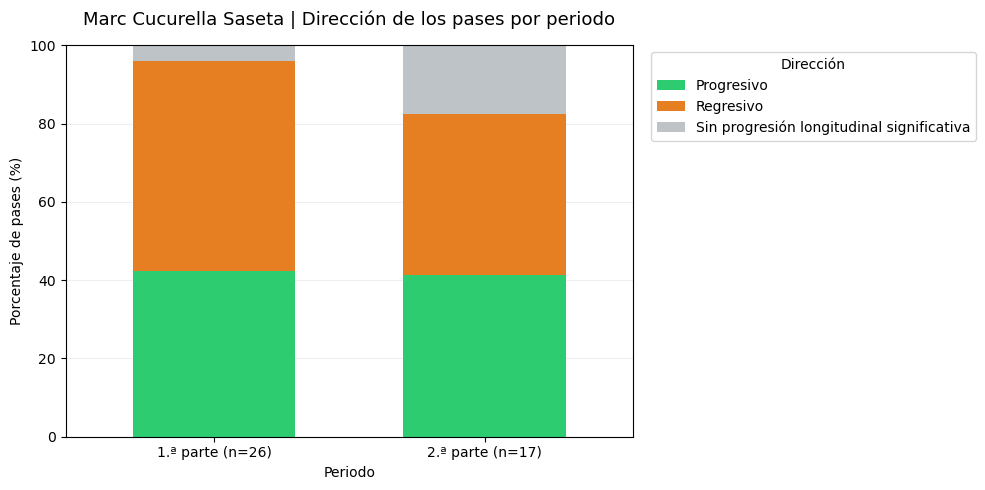 Marc Cucurella Saseta | Dirección de los pases por periodo
Porcentaje de pases (%)
100
80
60
40
20
0
1.ª parte (n=26)
2.ª parte (n=17)
Periodo
Dirección
Progresivo
Regresivo
Sin progresión longitudinal significativa